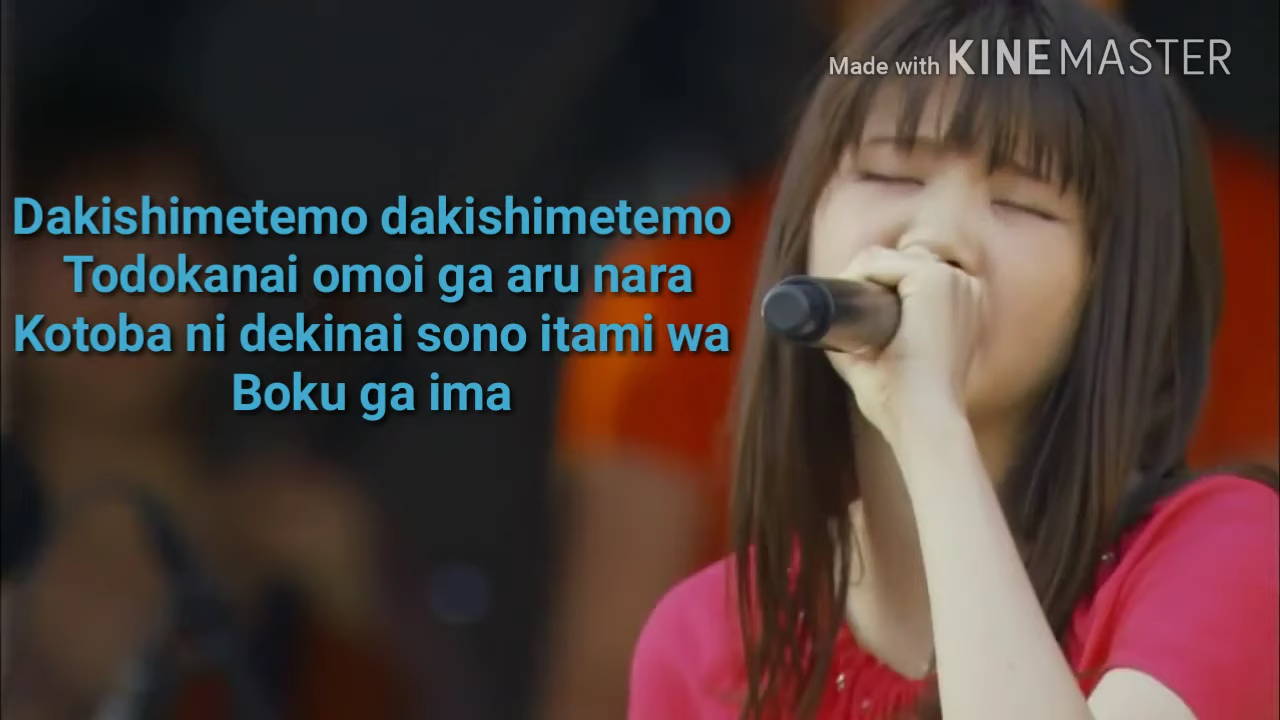 Made with KINEMASTER
Dakishimetemo dakishimetemo
Todokanai omoi ga aru nara
Kotoba ni dekinai sono itami wa
Boku ga ima